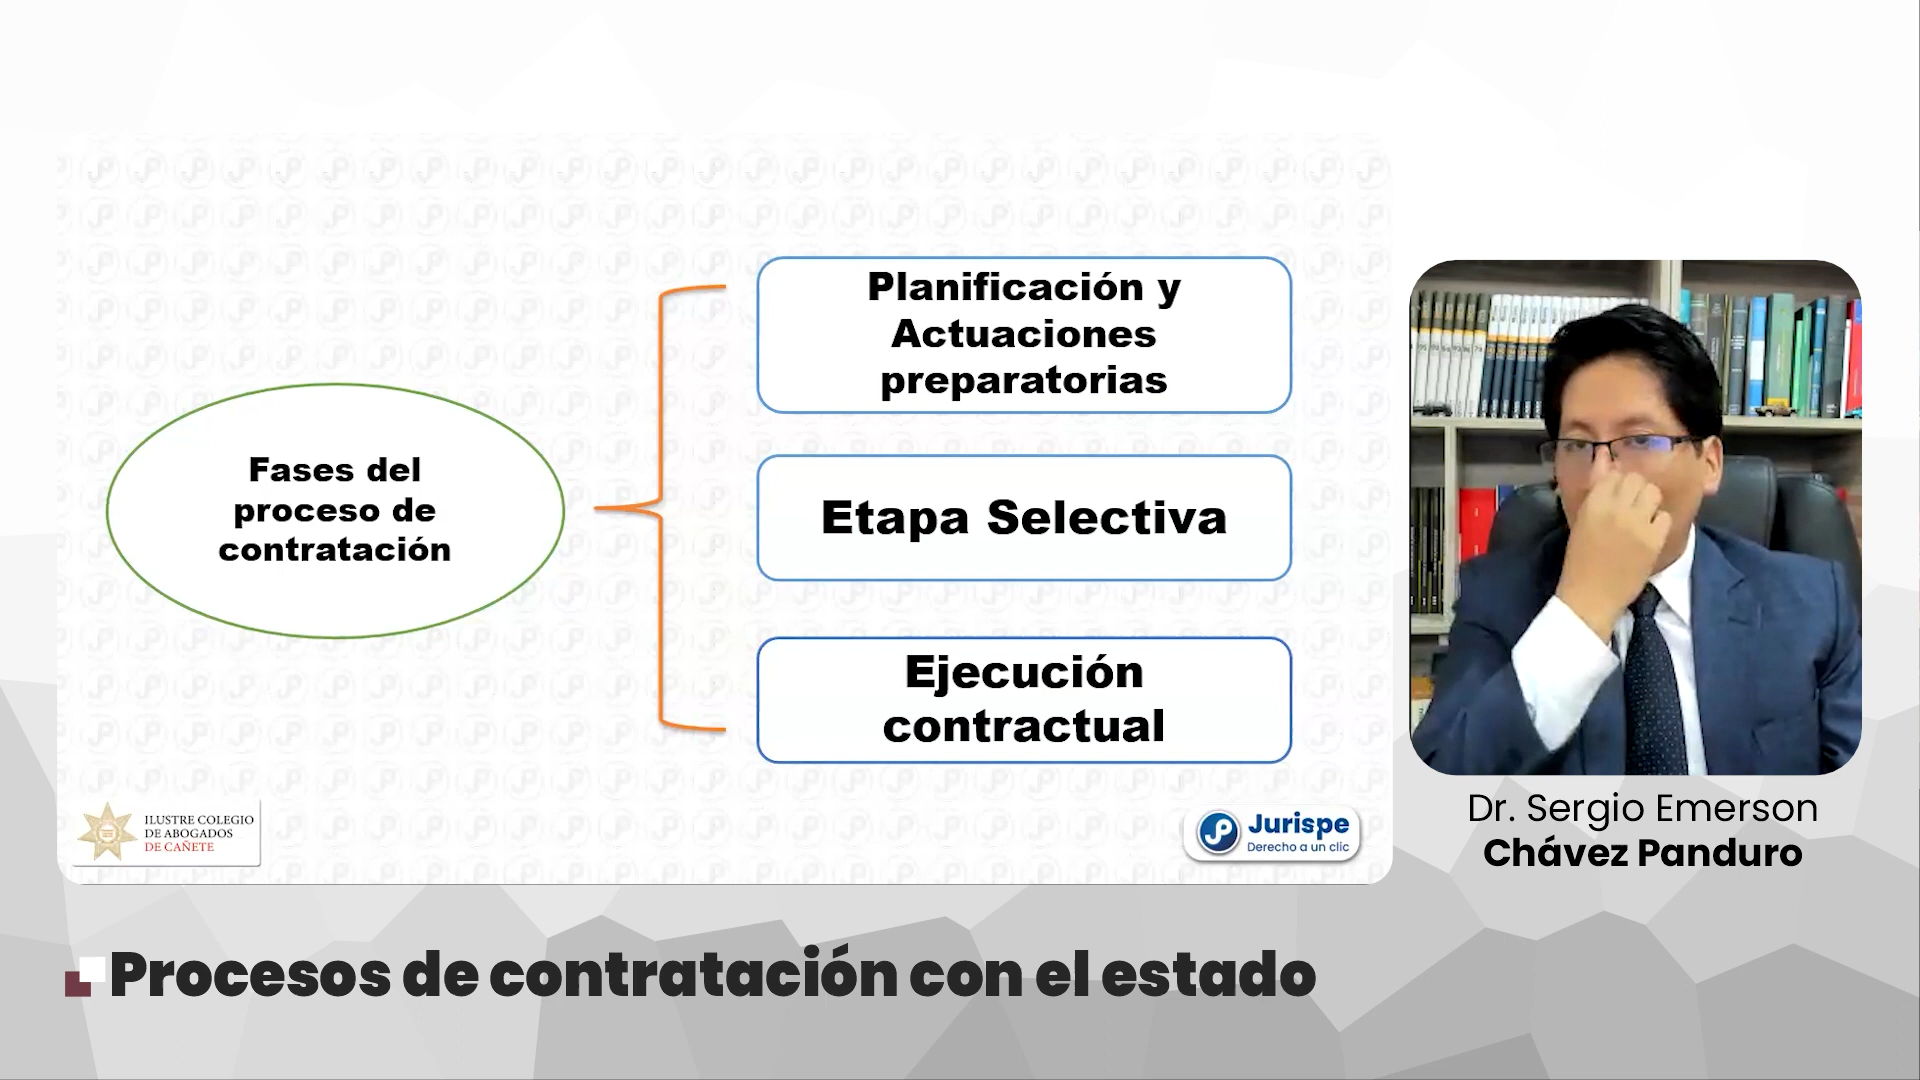 Fases del
proceso de
contratación
Planificación y
Actuaciones
preparatorias
Etapa Selectiva
Ejecución
contractual
ILUSTRE COLEGIO
DE ABOGADOS
DE CAÑETE
Jurispe
Derecho a un clic
Dr. Sergio Emerson
Chávez Panduro
Procesos de contratación con el estado